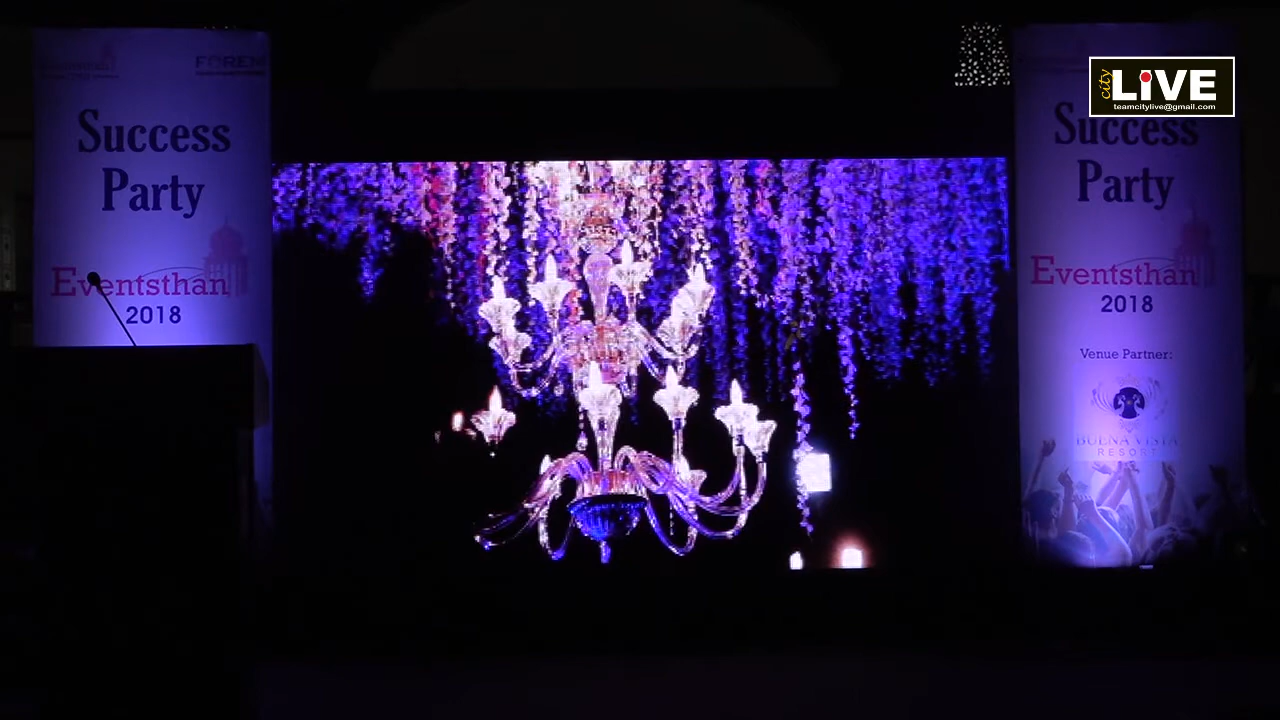 Success
Party
Eventsthan
2018
city LiVE
teamcitylive@gmail.com
Success
Party
Eventsthan
2018
Venue Partner:
BUENA VISTA
RESORT